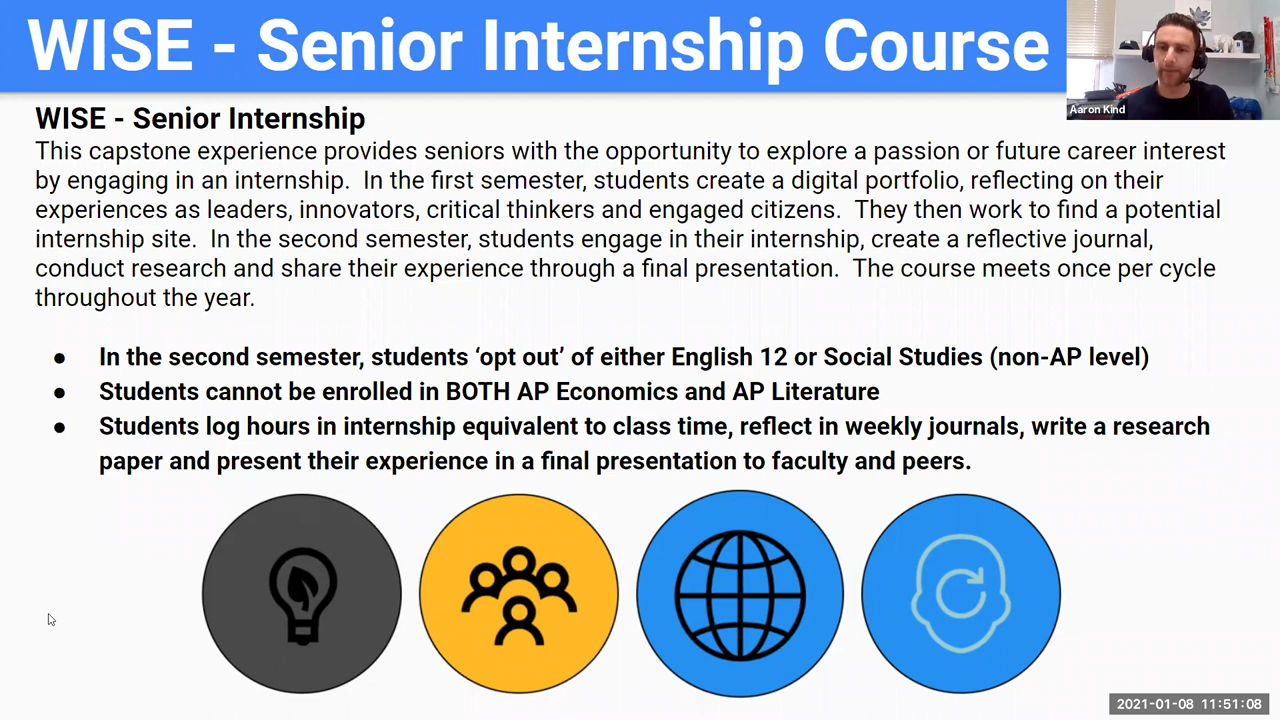 WISE - Senior Internship Course
Aaron Kind
WISE - Senior Internship
This capstone experience provides seniors with the opportunity to explore a passion or future career interest
by engaging in an internship.  In the first semester, students create a digital portfolio, reflecting on their
experiences as leaders, innovators, critical thinkers and engaged citizens.  They then work to find a potential
internship site.  In the second semester, students engage in their internship, create a reflective journal,
conduct research and share their experience through a final presentation.  The course meets once per cycle
throughout the year.
● In the second semester, students ‘opt out’ of either English 12 or Social Studies (non-AP level)
● Students cannot be enrolled in BOTH AP Economics and AP Literature
● Students log hours in internship equivalent to class time, reflect in weekly journals, write a research
paper and present their experience in a final presentation to faculty and peers.
2021-01-08 11:51:08